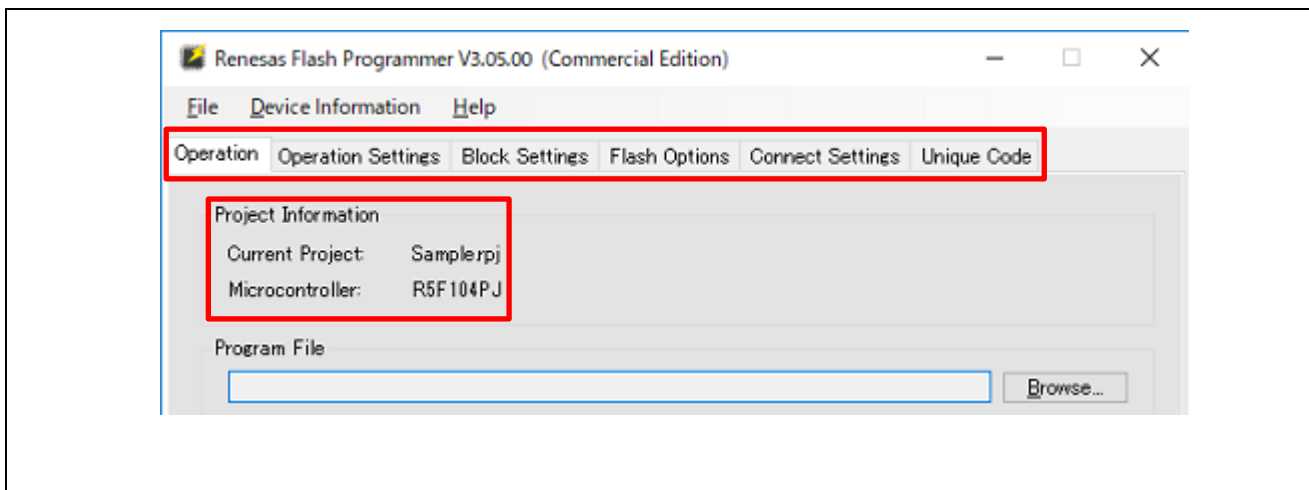 Renesas Flash Programmer V3.05.00 (Commercial Edition)
File Device Information Help
Operation Operation Settings Block Settings Flash Options Connect Settings Unique Code
Project Information
Current Project: Sample.rpj
Microcontroller: R5F104PJ
Program File
Browse...